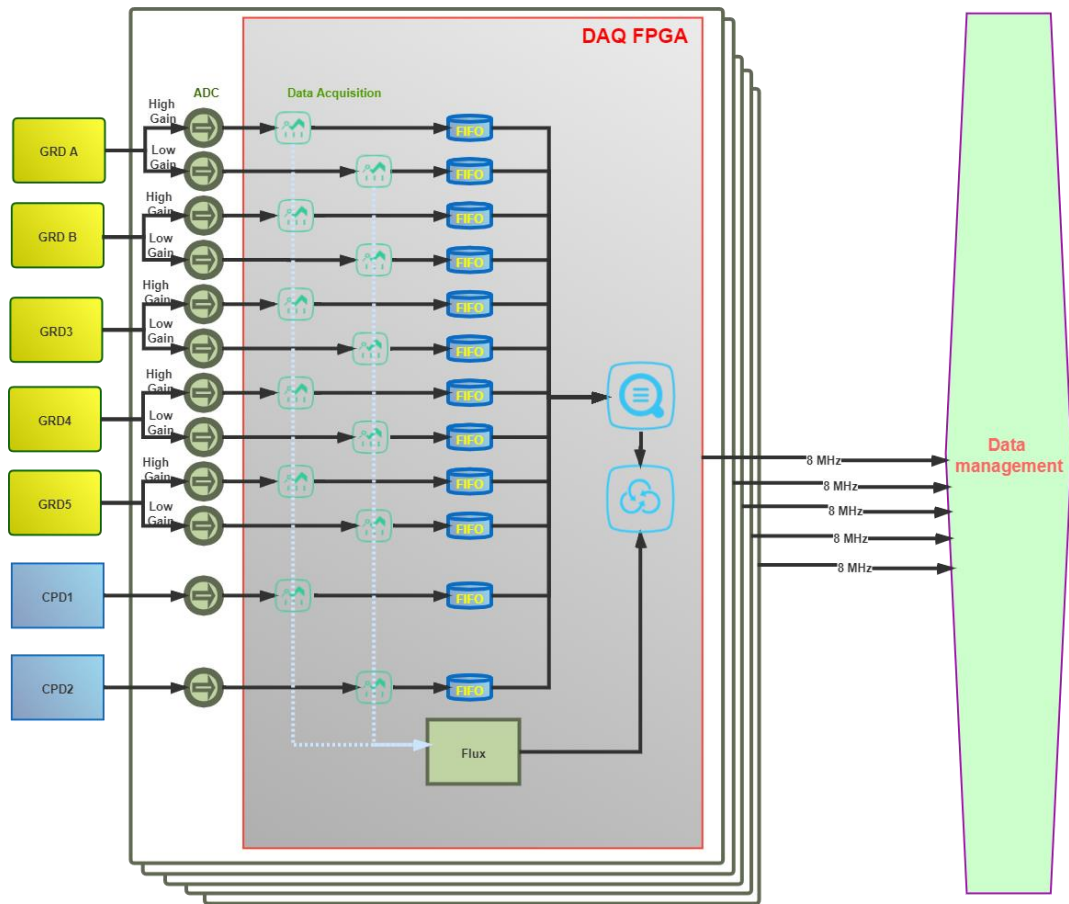 DAQ FPGA
ADC
Data Acquisition
High
Gain
Low
Gain
GRD A
FIFO
FIFO
High
Gain
Low
Gain
GRD B
FIFO
FIFO
High
Gain
Low
Gain
GRD3
FIFO
FIFO
High
Gain
Low
Gain
GRD4
FIFO
FIFO
High
Gain
Low
Gain
GRD5
FIFO
FIFO
CPD1
FIFO
CPD2
FIFO
Flux
8 MHz
8 MHz
8 MHz
8 MHz
8 MHz
Data
management